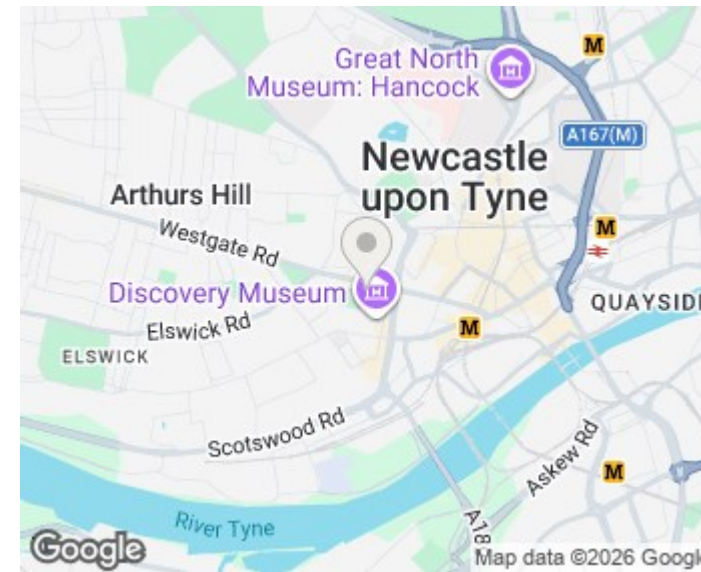 Great North
Museum: Hancock
M
A167(M)
Newcastle
upon Tyne
Arthurs Hill
Westgate Rd
M
Discovery Museum
QUAYSIDE
Elswick Rd
M
ELSWICK
Scotswood Rd
Askew Rd
M
River Tyne
A18
Google
Map data ©2026 Google